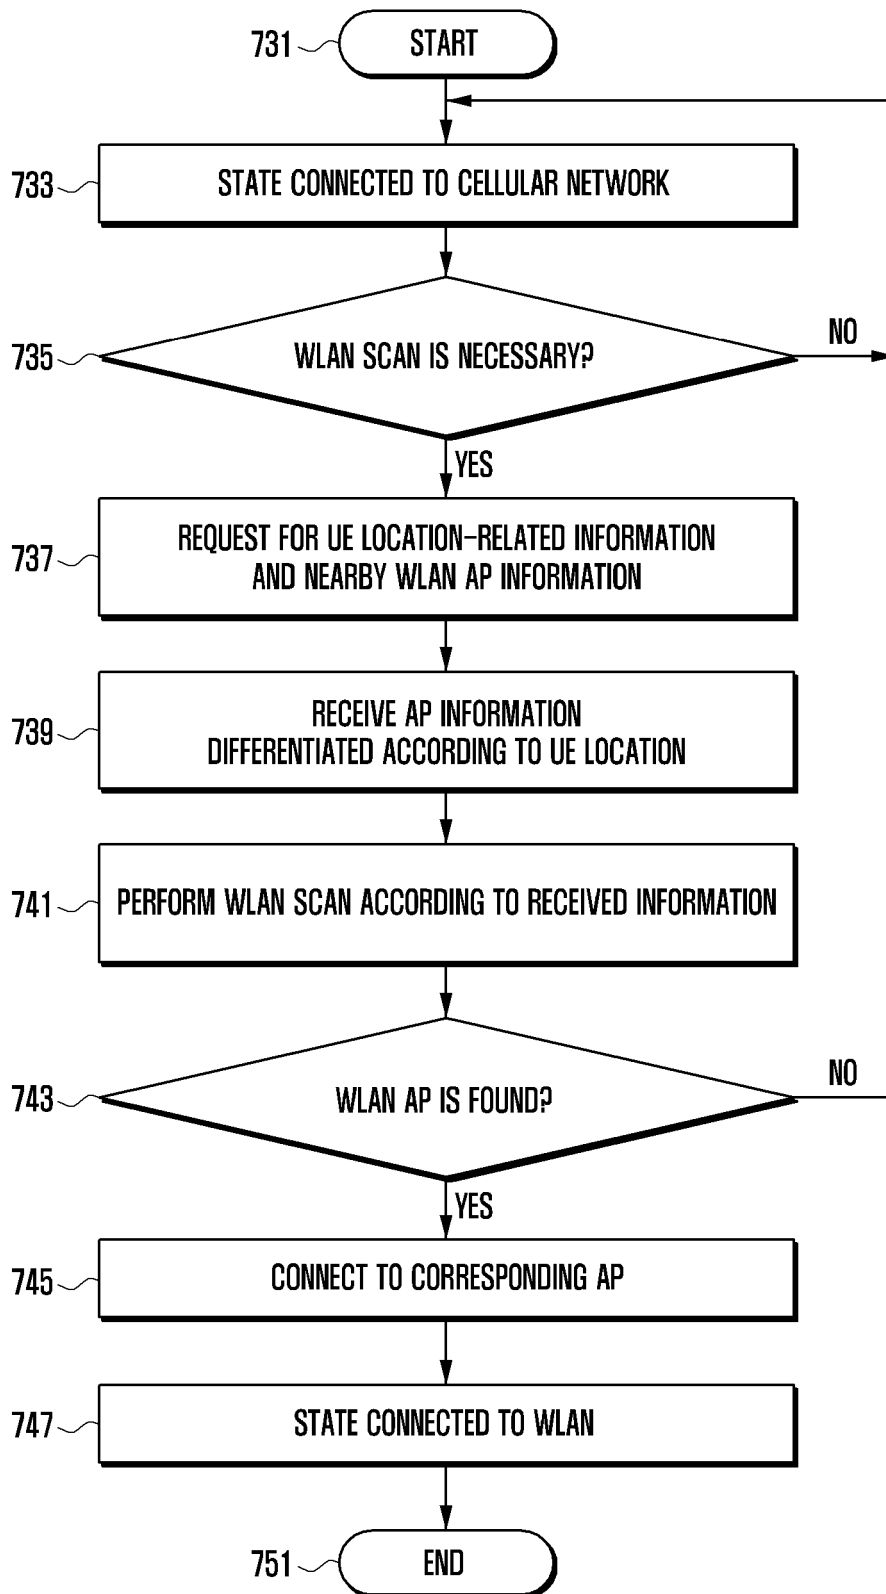 731
START
733
STATE CONNECTED TO CELLULAR NETWORK
735
WLAN SCAN IS NECESSARY?
NO
YES
737
REQUEST FOR UE LOCATION-RELATED INFORMATION
AND NEARBY WLAN AP INFORMATION
739
RECEIVE AP INFORMATION
DIFFERENTIATED ACCORDING TO UE LOCATION
741
PERFORM WLAN SCAN ACCORDING TO RECEIVED INFORMATION
743
WLAN AP IS FOUND?
NO
YES
745
CONNECT TO CORRESPONDING AP
747
STATE CONNECTED TO WLAN
751
END